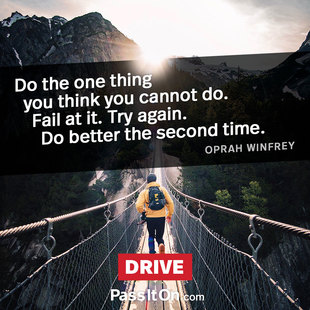 Do the one thing
you think you cannot do.
Fail at it. Try again.
Do better the second time.
OPRAH WINFREY
DRIVE
PassItOn.com